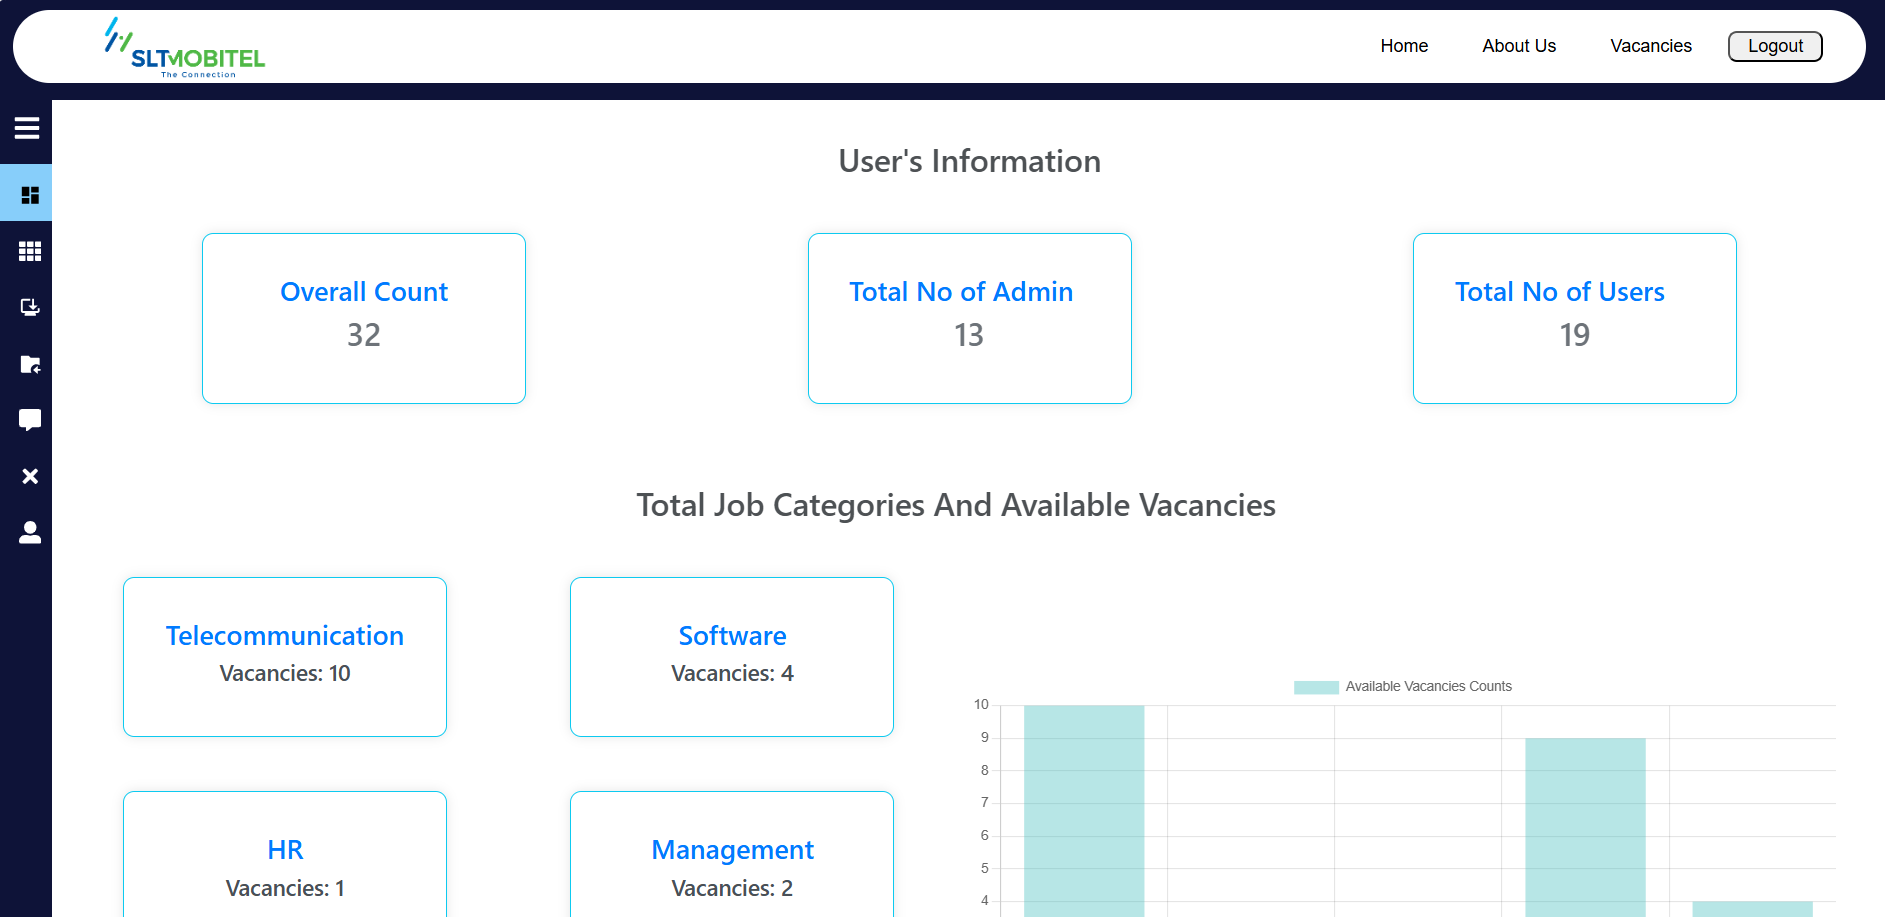 SLTMOBITEL
The Connection
Home
About Us
Vacancies
Logout
User's Information
Overall Count
32
Total No of Admin
13
Total No of Users
19
Total Job Categories And Available Vacancies
Telecommunication
Vacancies: 10
Software
Vacancies: 4
HR
Vacancies: 1
Management
Vacancies: 2
Available Vacancies Counts
10
9
8
7
6
5
4